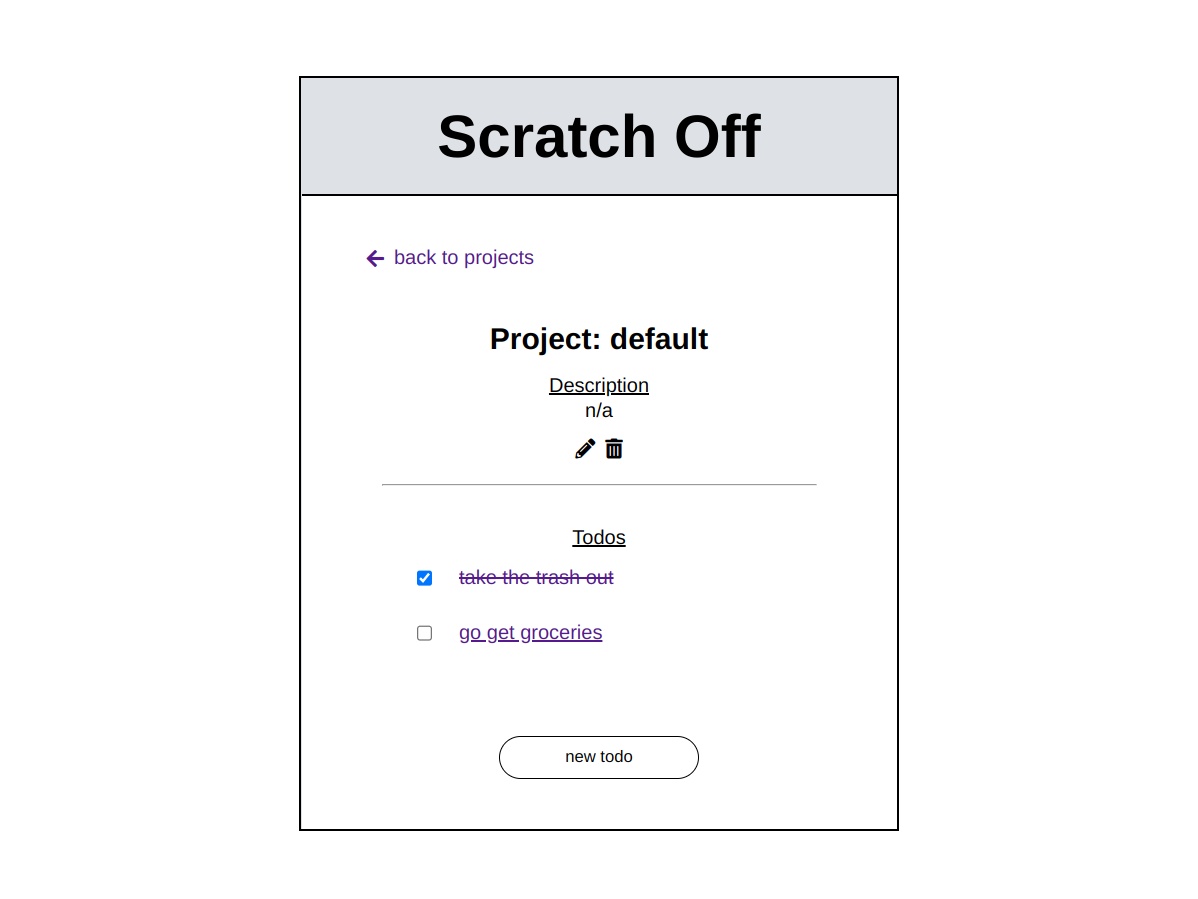 Scratch Off
back to projects
Project: default
Description
n/a
Todos
take the trash out
go get groceries
new todo